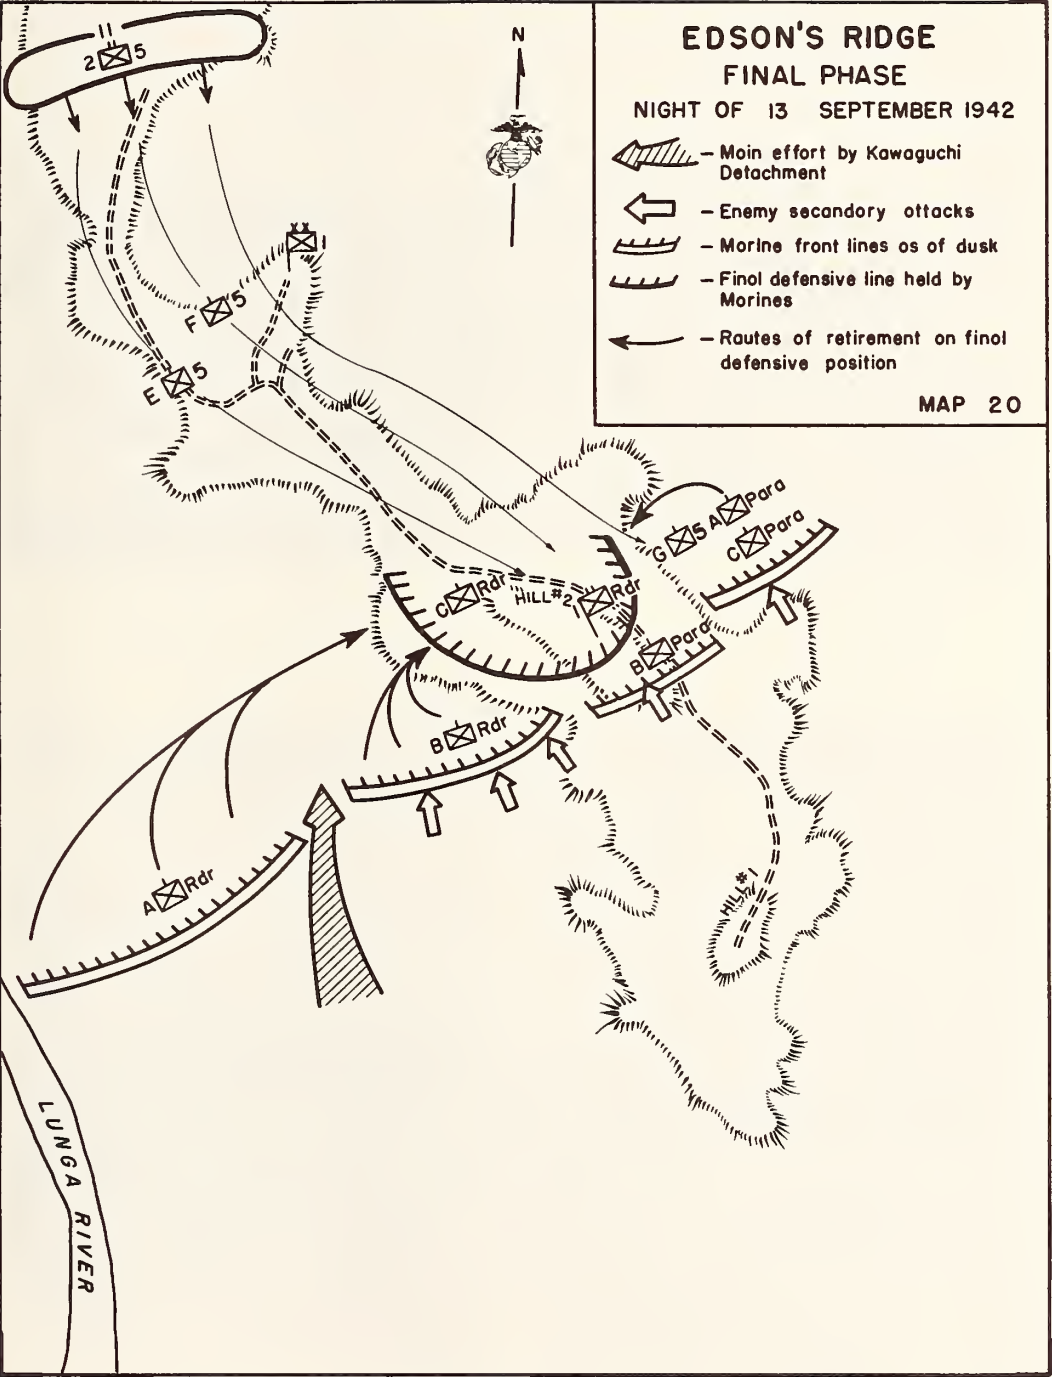 EDSON'S RIDGE
FINAL PHASE
NIGHT OF 13 SEPTEMBER 1942
– Moin effort by Kawaguchi
Detachment
– Enemy secandory ottacks
– Morine front lines os of dusk
– Finol defensive line held by
Morines
– Rautes of retirement on finol
defensive position
MAP 20
N
II
2 5
XX
1
F 5
E 5
A Para
G 5
C Para
C Rdr
HILL #2
1 Rdr
B Para
B Rdr
A Rdr
HILL #1
LUNGA RIVER